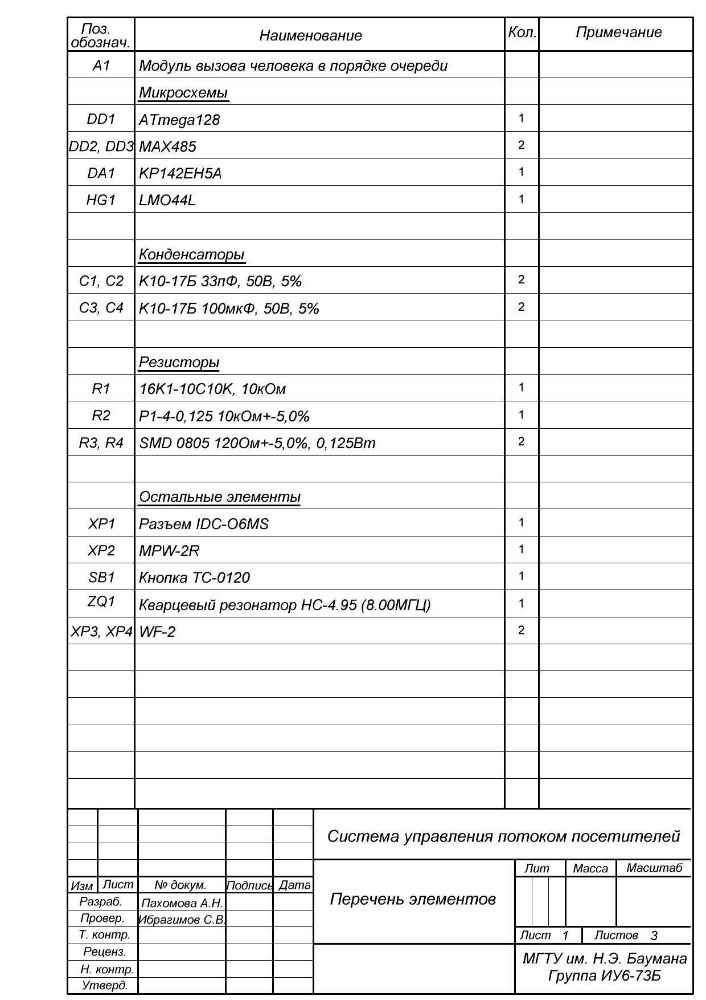 Поз. обознач. Наименование Кол. Примечание
А1 Модуль вызова человека в порядке очереди
Микросхемы
DD1 ATmega128 1
DD2, DD3 MAX485 2
DA1 КР142ЕН5А 1
HG1 LMO44L 1
Конденсаторы
C1, C2 К10-17Б 33пФ, 50В, 5% 2
C3, C4 К10-17Б 100мкФ, 50В, 5% 2
Резисторы
R1 16К1-10С10К, 10кОм 1
R2 Р1-4-0,125 10кОм+-5,0% 1
R3, R4 SMD 0805 120Ом+-5,0%, 0,125Вт 2
Остальные элементы
XP1 Разъем IDC-O6MS 1
XP2 MPW-2R 1
SB1 Кнопка TC-0120 1
ZQ1 Кварцевый резонатор НС-4.95 (8.00МГЦ) 1
XP3, XP4 WF-2 2
Система управления потоком посетителей
Лит Масса Масштаб
Изм Лист № докум. Подпись Дата
Перечень элементов
Разраб. Пахомова А.Н.
Провер. Ибрагимов С.В.
Т. контр.
Лист 1 Листов 3
Реценз.
МГТУ им. Н.Э. Баумана
Н. контр.
Группа ИУ6-73Б
Утверд.